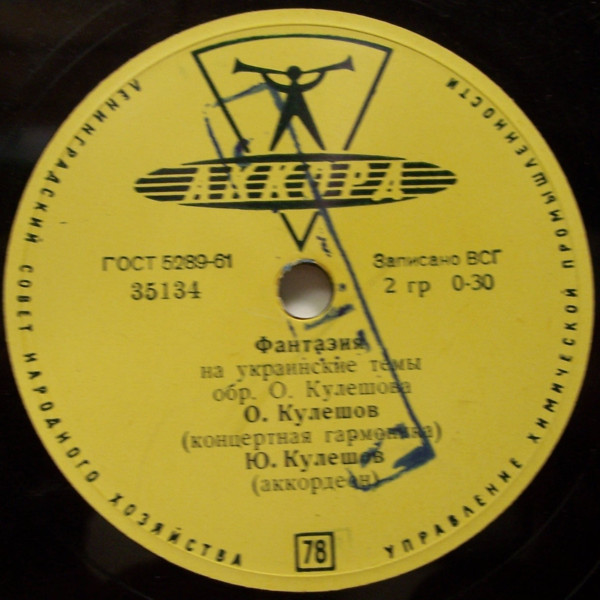 ЛЕНИНГРАДСКИЙ СОВЕТ НАРОДНОГО ХОЗЯЙСТВА
УПРАВЛЕНИЕ ХИМИЧЕСКОЙ ПРОМЫШЛЕННОСТИ
АККОРД
ГОСТ 5289-61
35134
Записано ВСГ
2 гр 0-30
Фантазия
на украинские темы
обр. О. Кулешова
О. Кулешов
(концертная гармоника)
Ю. Кулешов
(аккордеон)
78